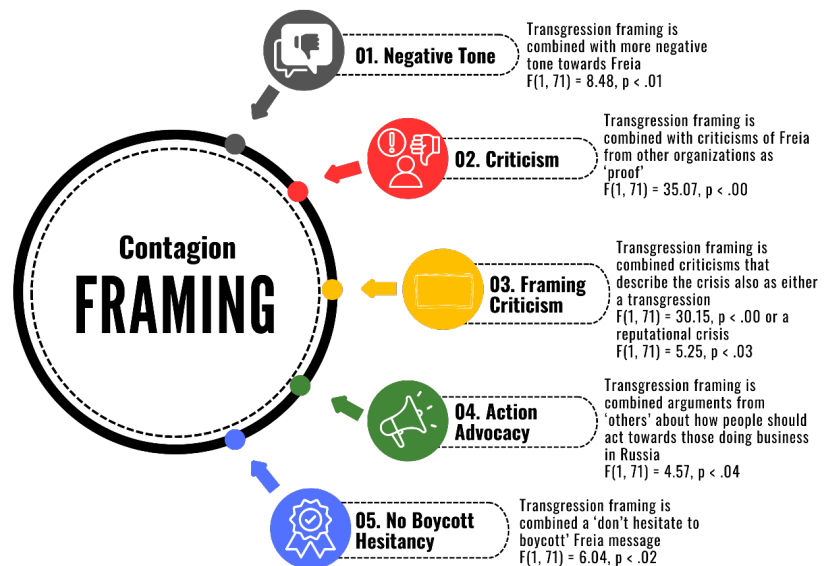 Contagion
FRAMING
01. Negative Tone
Transgression framing is
combined with more negative
tone towards Freia
F(1, 71) = 8.48, p < .01
02. Criticism
Transgression framing is
combined with criticisms of Freia
from other organizations as
‘proof’
F(1, 71) = 35.07, p < .00
03. Framing
Criticism
Transgression framing is
combined criticisms that
describe the crisis also as either
a transgression
F(1, 71) = 30.15, p < .00 or a
reputational crisis
F(1, 71) = 5.25, p < .03
04. Action
Advocacy
Transgression framing is
combined arguments from
‘others’ about how people should
act towards those doing business
in Russia
F(1, 71) = 4.57, p < .04
05. No Boycott
Hesitancy
Transgression framing is
combined a ‘don’t hesitate to
boycott’ Freia message
F(1, 71) = 6.04, p < .02